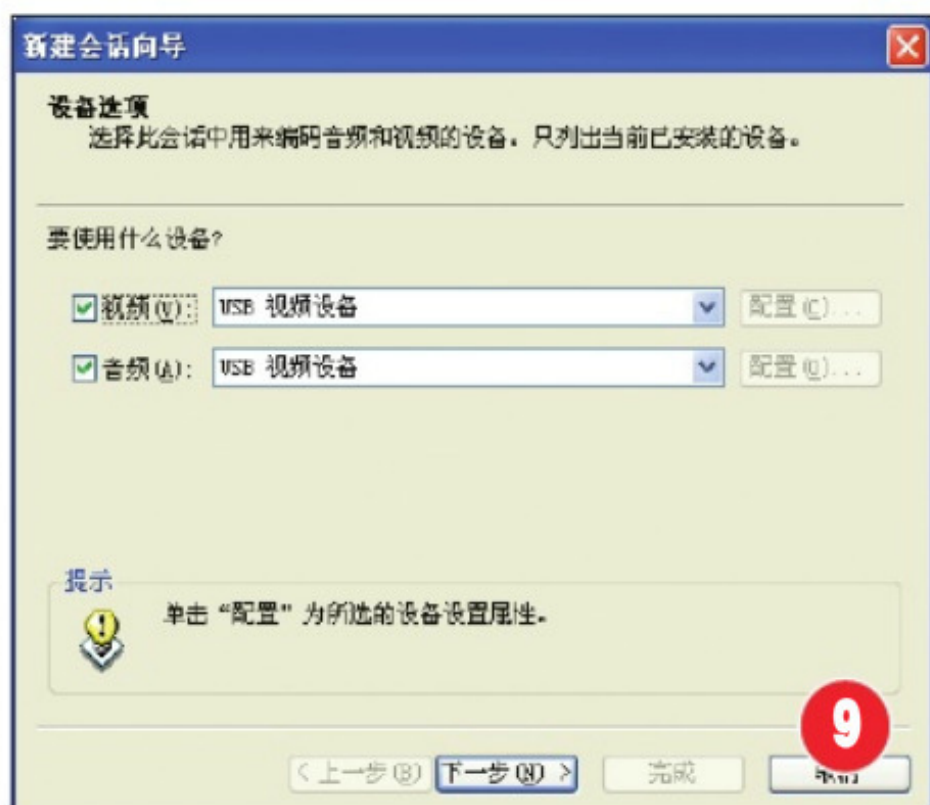 新建会话向导
设备选项
选择此会话中用来编码音频和视频的设备。只列出当前已安装的设备。
要使用什么设备?
视频(V): USB 视频设备 配置(C)...
音频(A): USB 视频设备 配置(O)...
提示
单击“配置”为所选的设备设置属性。
9
< 上一步(B) 下一步(N) > 完成